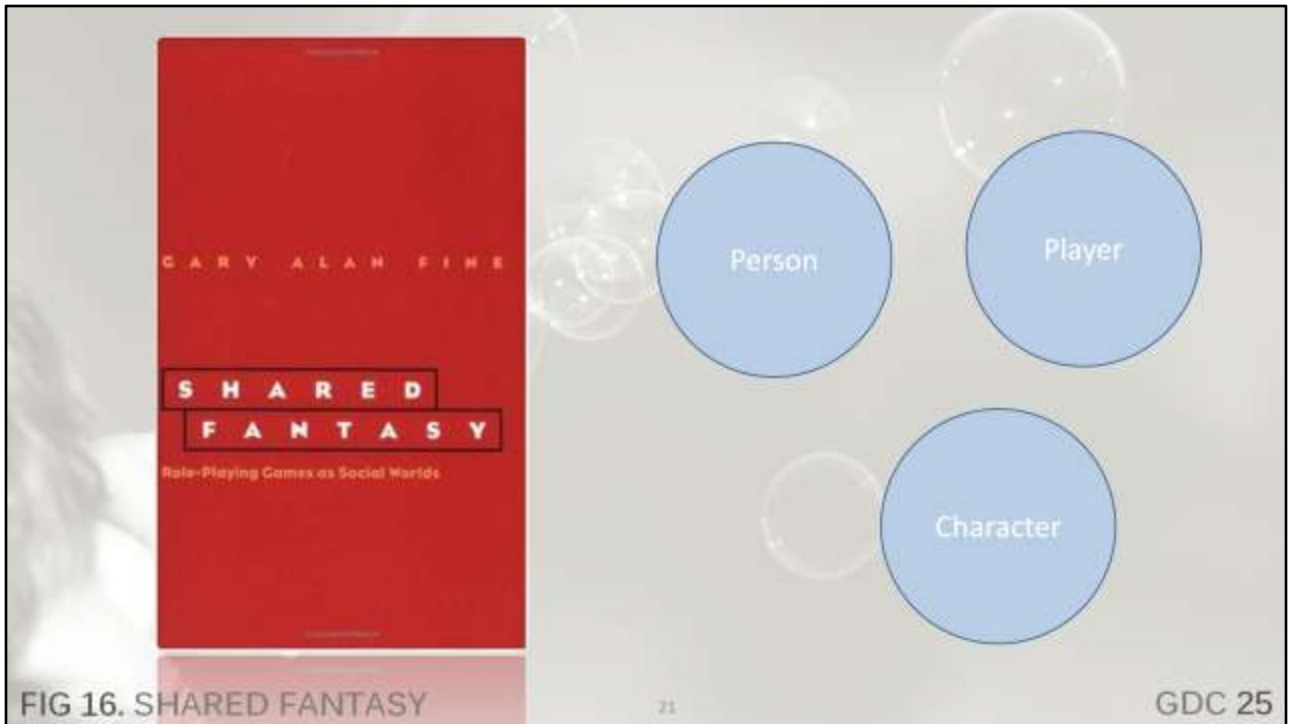 GARY ALAN FINE
SHARED
FANTASY
Role-Playing Games as Social Worlds
Person
Player
Character
FIG 16. SHARED FANTASY
21
GDC 25